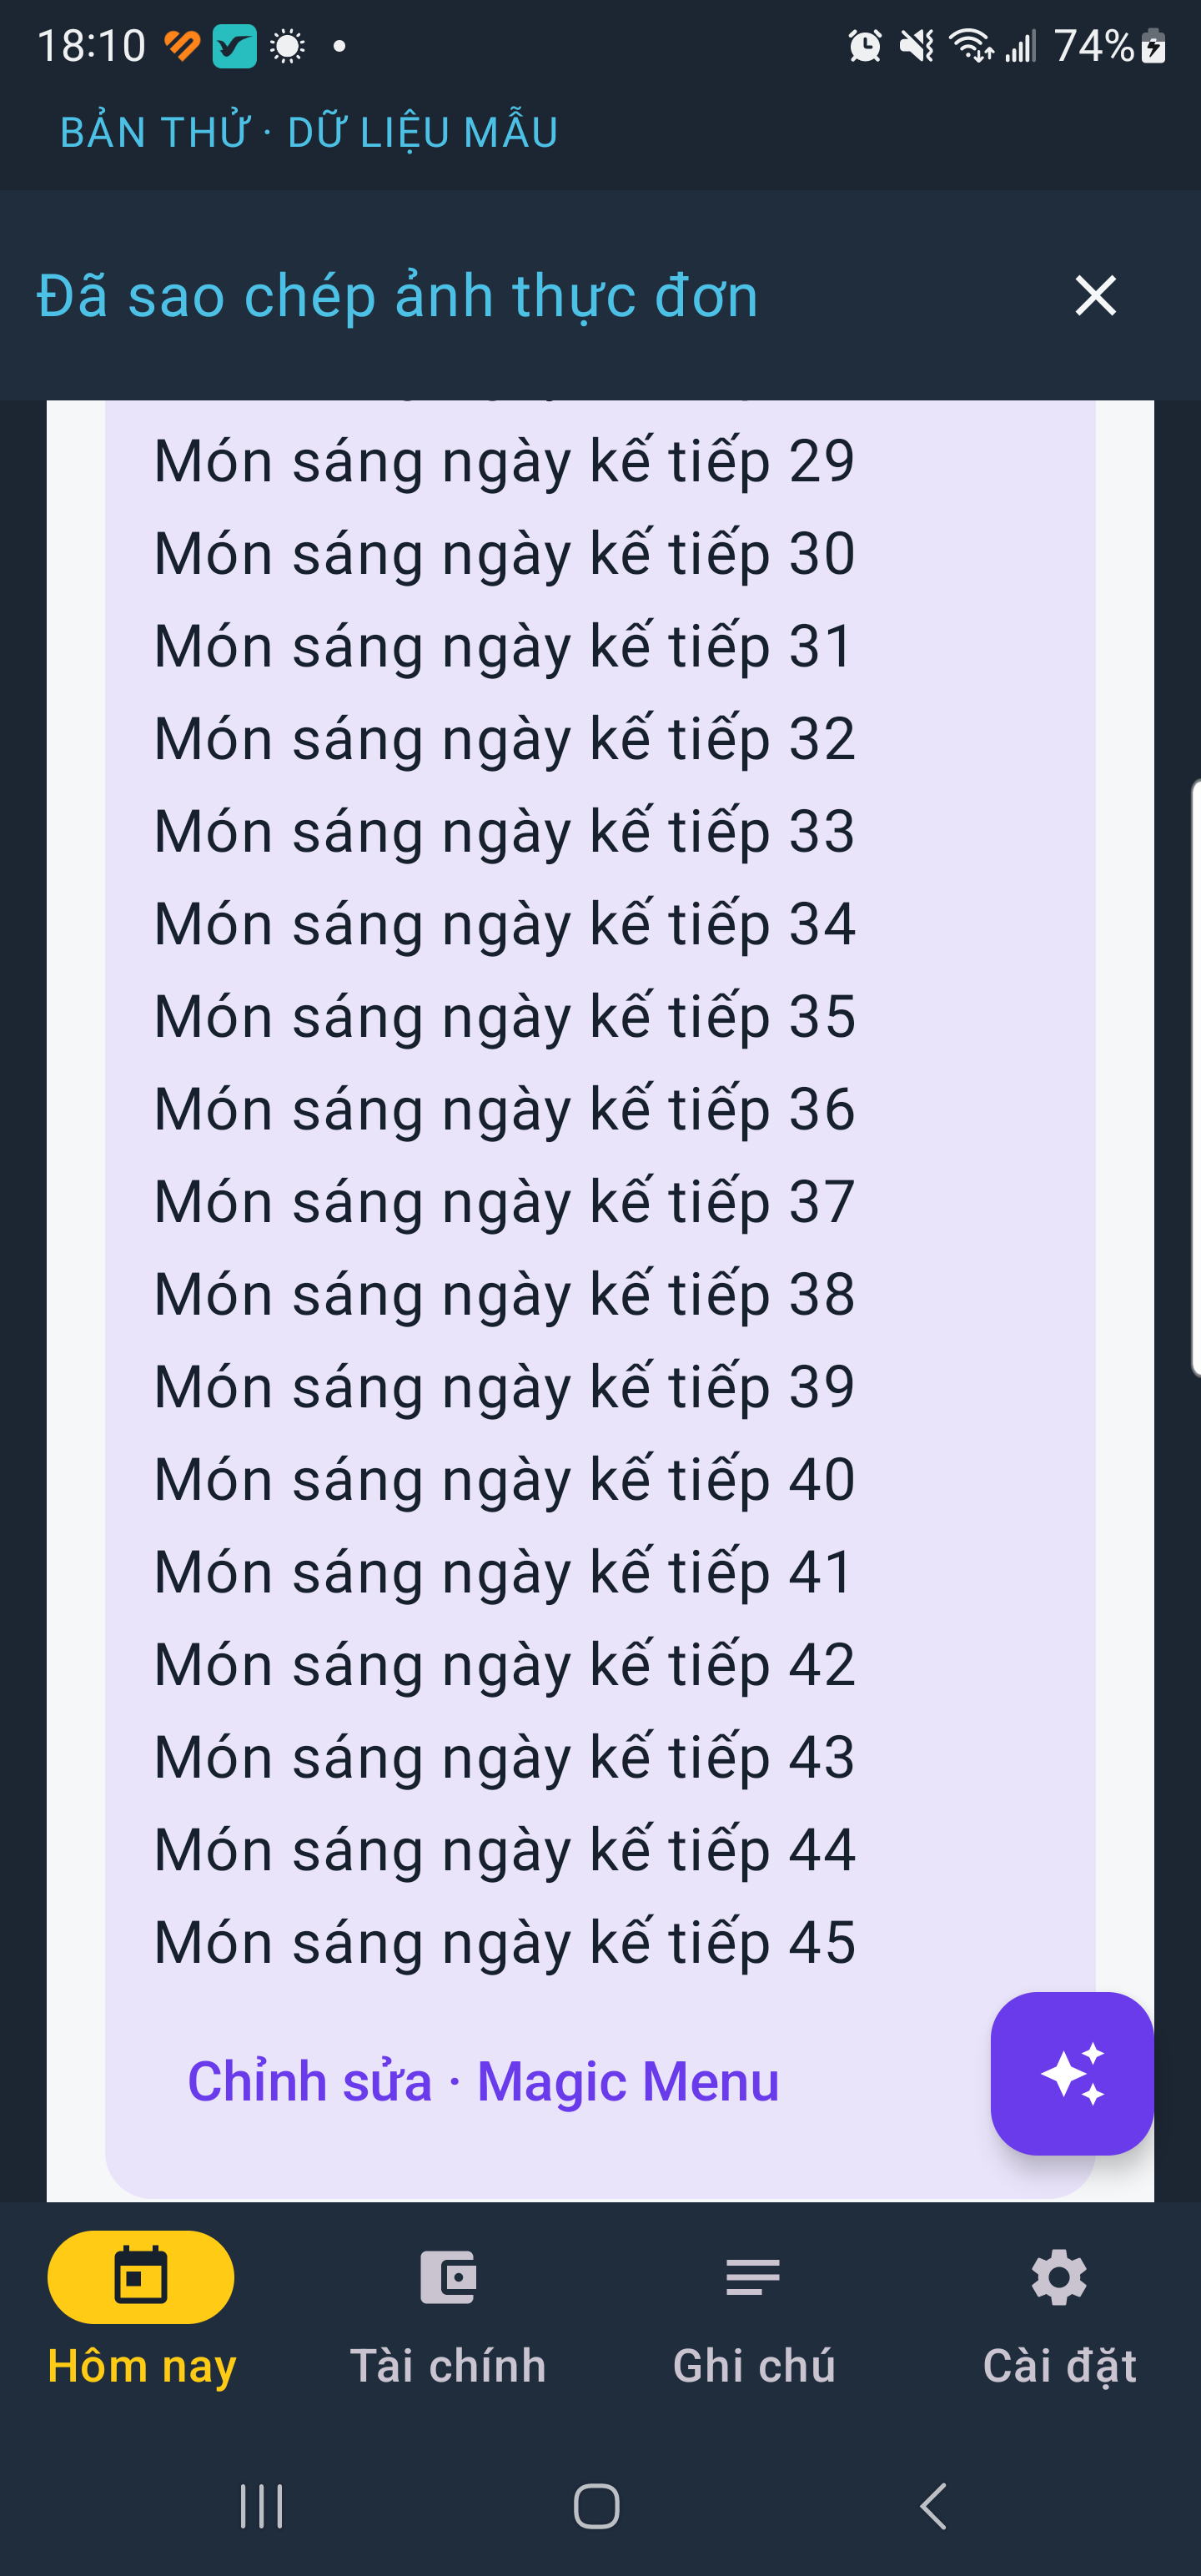 18:10
74%
BẢN THỬ · DỮ LIỆU MẪU
Đã sao chép ảnh thực đơn
Món sáng ngày kế tiếp 29
Món sáng ngày kế tiếp 30
Món sáng ngày kế tiếp 31
Món sáng ngày kế tiếp 32
Món sáng ngày kế tiếp 33
Món sáng ngày kế tiếp 34
Món sáng ngày kế tiếp 35
Món sáng ngày kế tiếp 36
Món sáng ngày kế tiếp 37
Món sáng ngày kế tiếp 38
Món sáng ngày kế tiếp 39
Món sáng ngày kế tiếp 40
Món sáng ngày kế tiếp 41
Món sáng ngày kế tiếp 42
Món sáng ngày kế tiếp 43
Món sáng ngày kế tiếp 44
Món sáng ngày kế tiếp 45
Chỉnh sửa · Magic Menu
Hôm nay
Tài chính
Ghi chú
Cài đặt